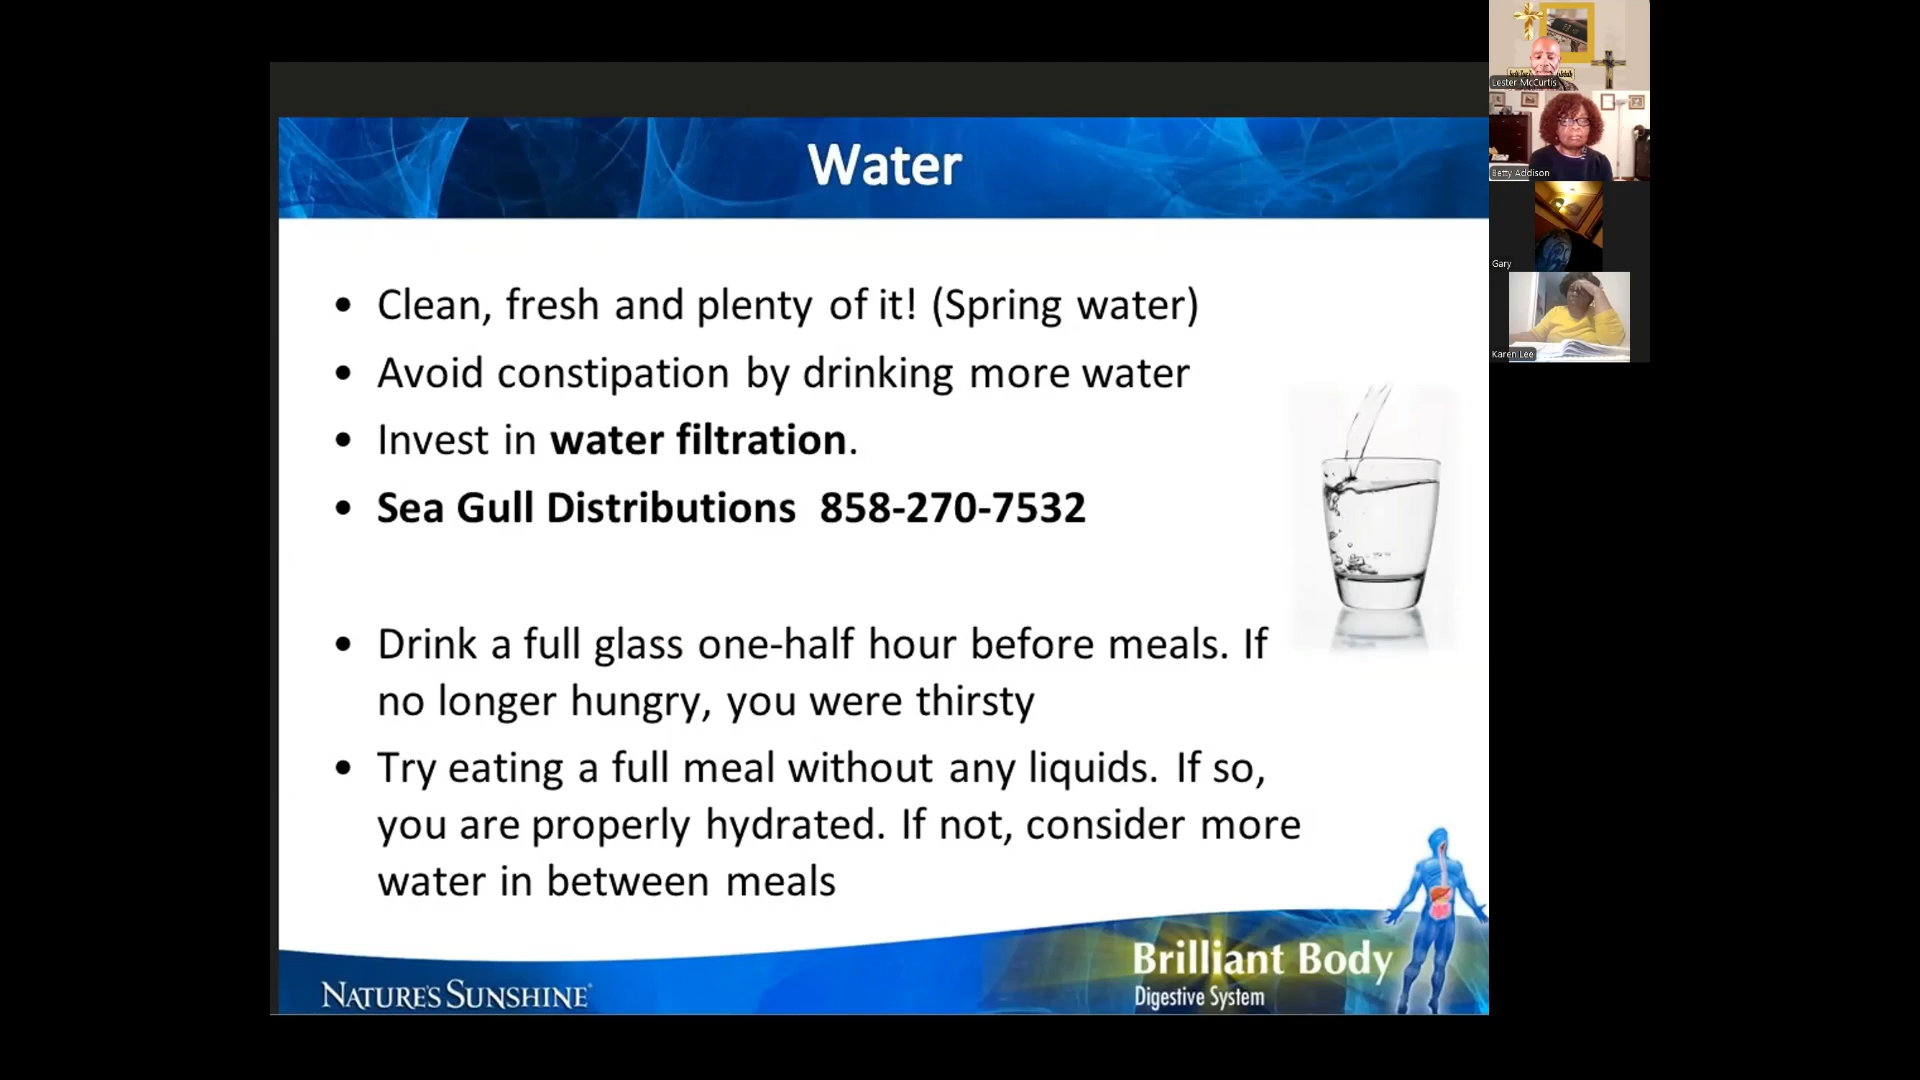 Water
• Clean, fresh and plenty of it! (Spring water)
• Avoid constipation by drinking more water
• Invest in water filtration.
• Sea Gull Distributions 858-270-7532
• Drink a full glass one-half hour before meals. If
no longer hungry, you were thirsty
• Try eating a full meal without any liquids. If so,
you are properly hydrated. If not, consider more
water in between meals
NATURE'S SUNSHINE
Brilliant Body
Digestive System
Lester McCurtis
Betty Addison
Gary
Karen Lee